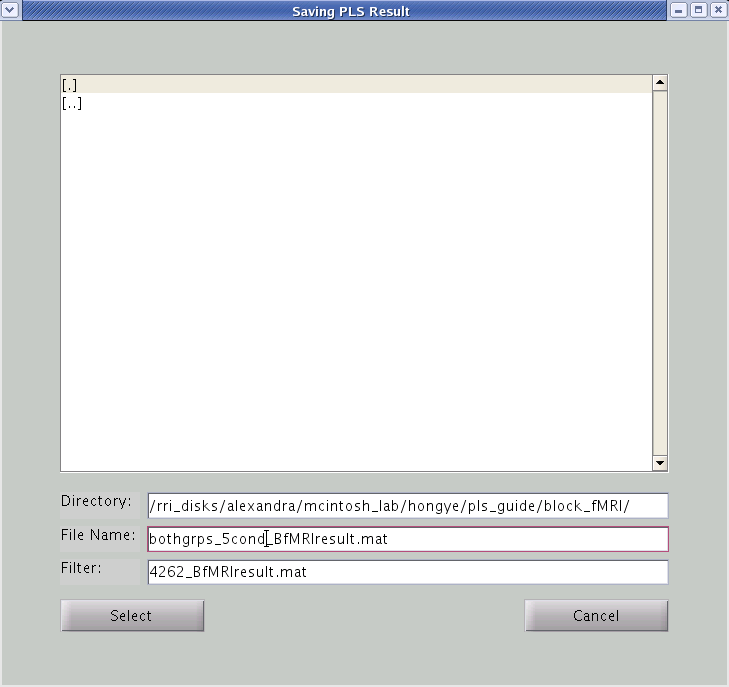 Saving PLS Result
[.]
[..]
Directory: /rri_disks/alexandra/mcintosh_lab/hongye/pls_guide/block_fMRI/
File Name: bothgrps_5cond_BfMRIresult.mat
Filter: 4262_BfMRIresult.mat
Select Cancel